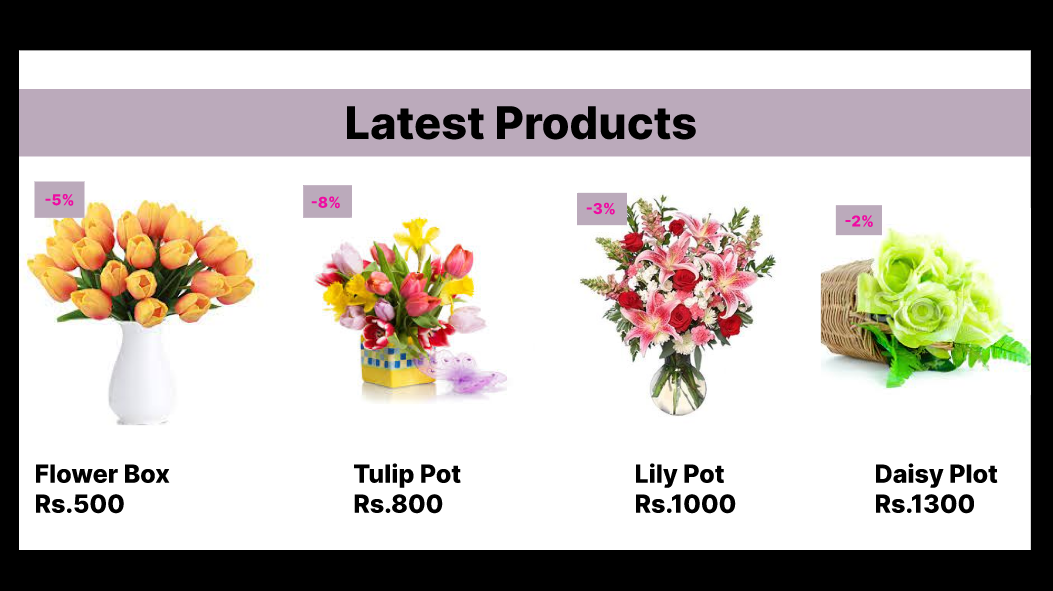 Latest Products
-5%
-8%
-3%
-2%
Flower Box
Rs.500
Tulip Pot
Rs.800
Lily Pot
Rs.1000
Daisy Plot
Rs.1300